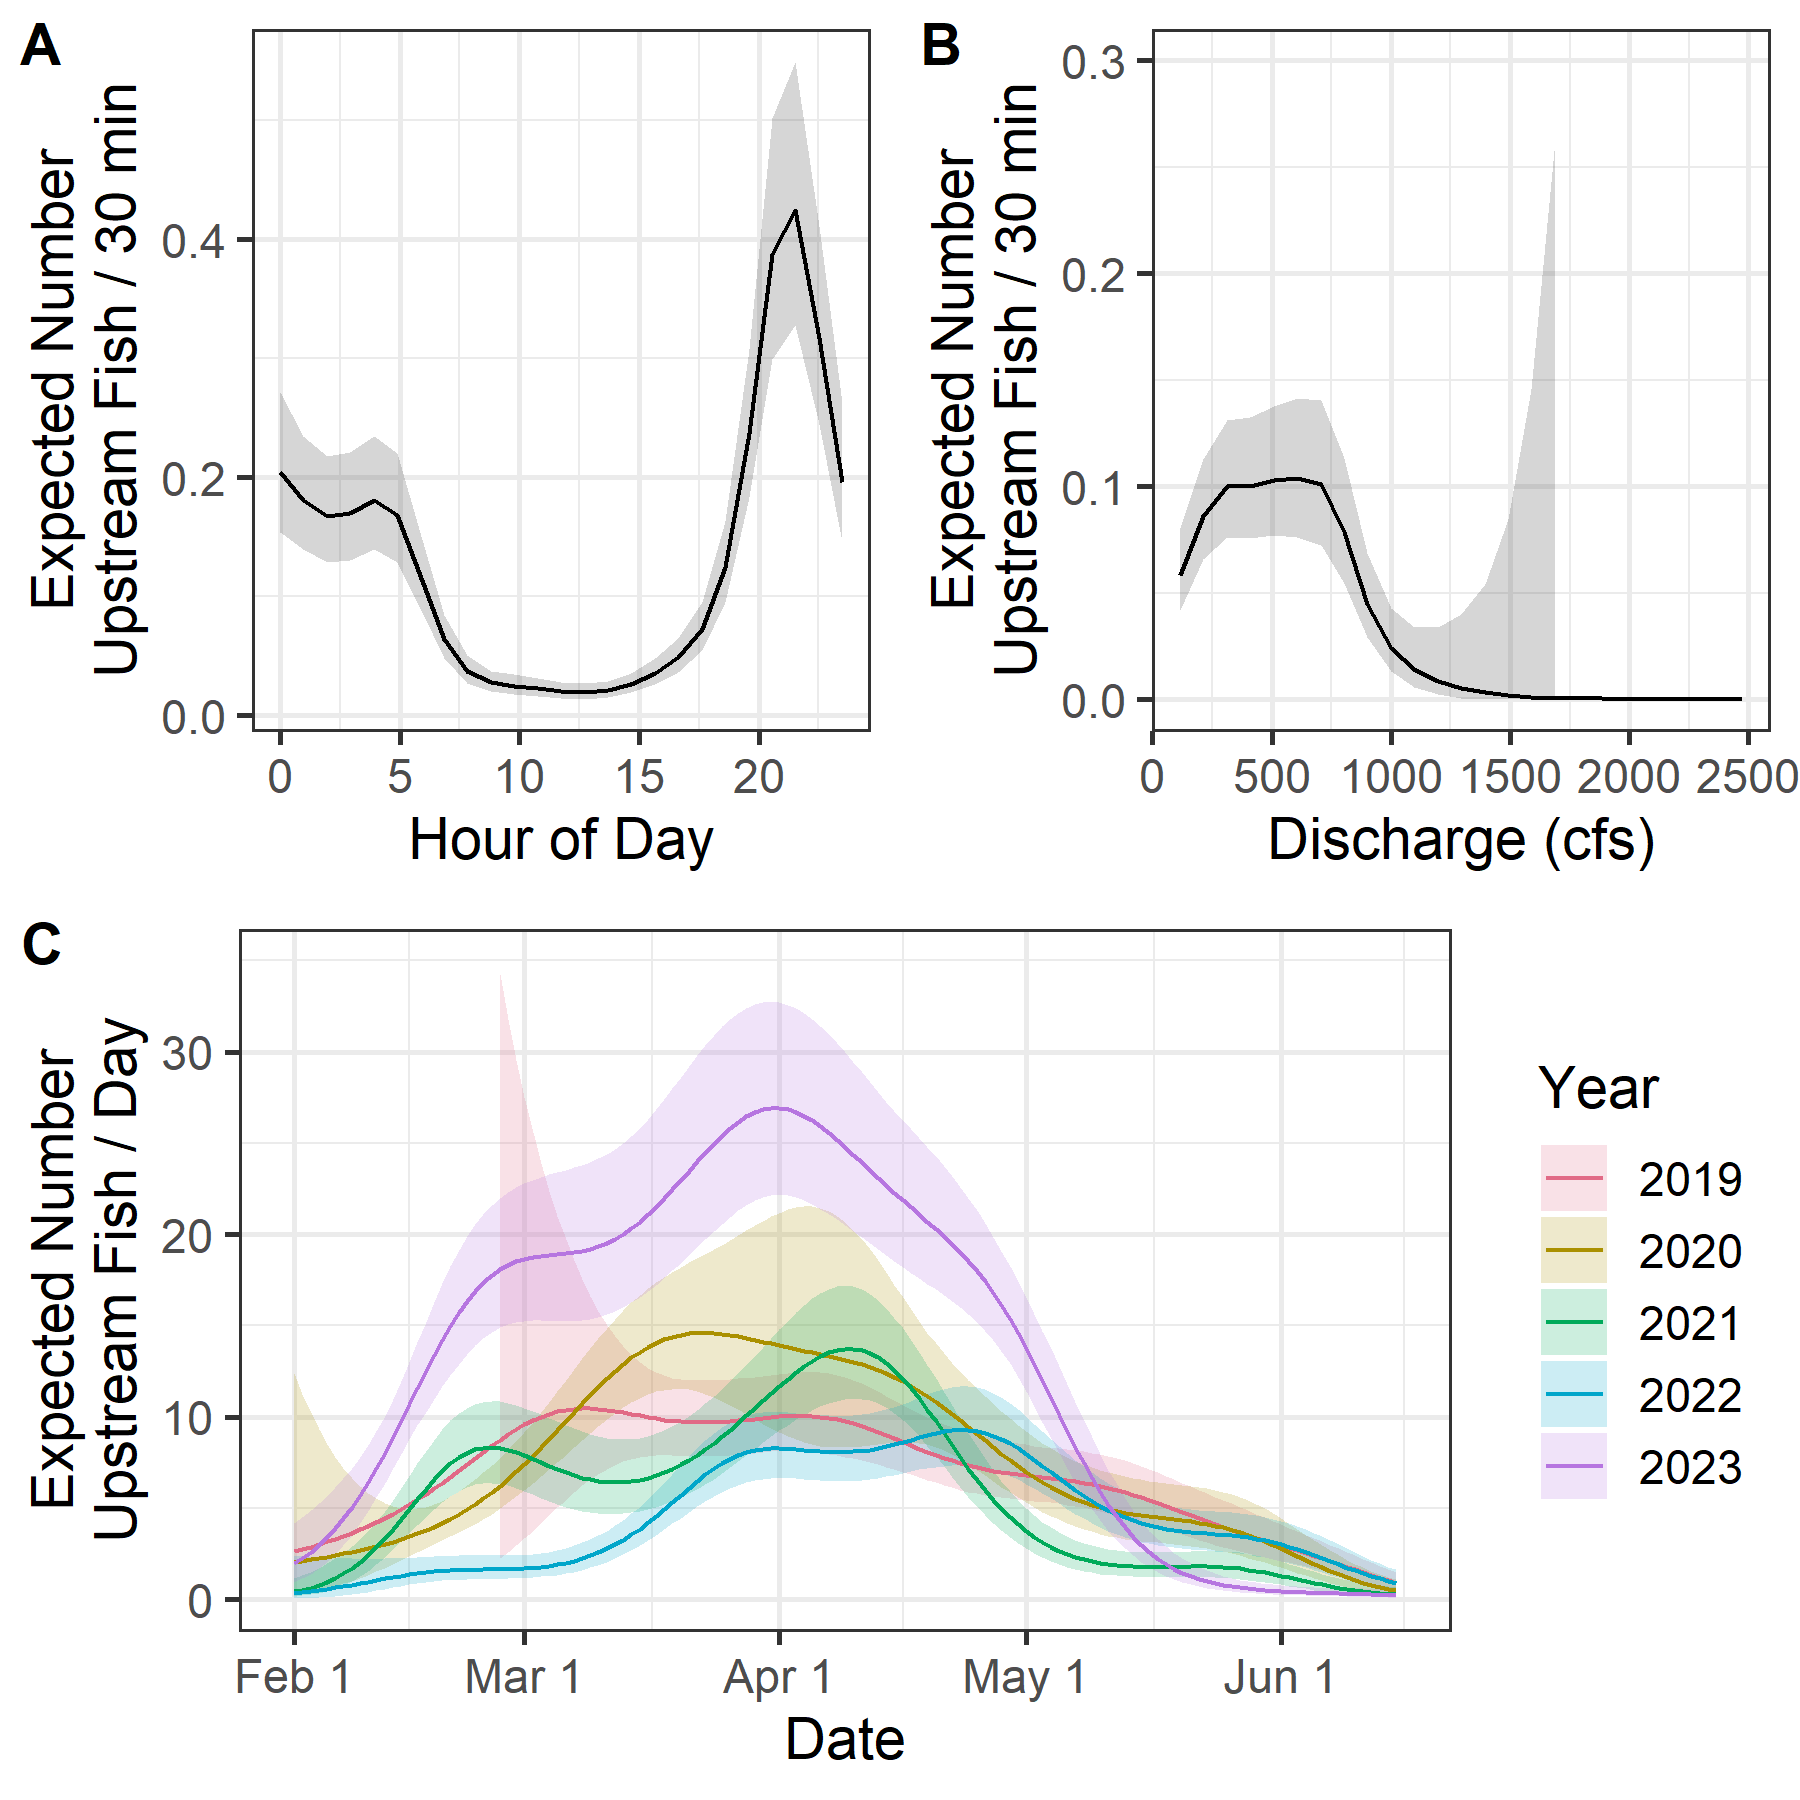 A
Expected Number
Upstream Fish / 30 min
0.4
0.2
0.0
0 5 10 15 20
Hour of Day
B
Expected Number
Upstream Fish / 30 min
0.3
0.2
0.1
0.0
0 500 1000 1500 2000 2500
Discharge (cfs)
C
Expected Number
Upstream Fish / Day
30
20
10
0
Feb 1 Mar 1 Apr 1 May 1 Jun 1
Date
Year
2019
2020
2021
2022
2023